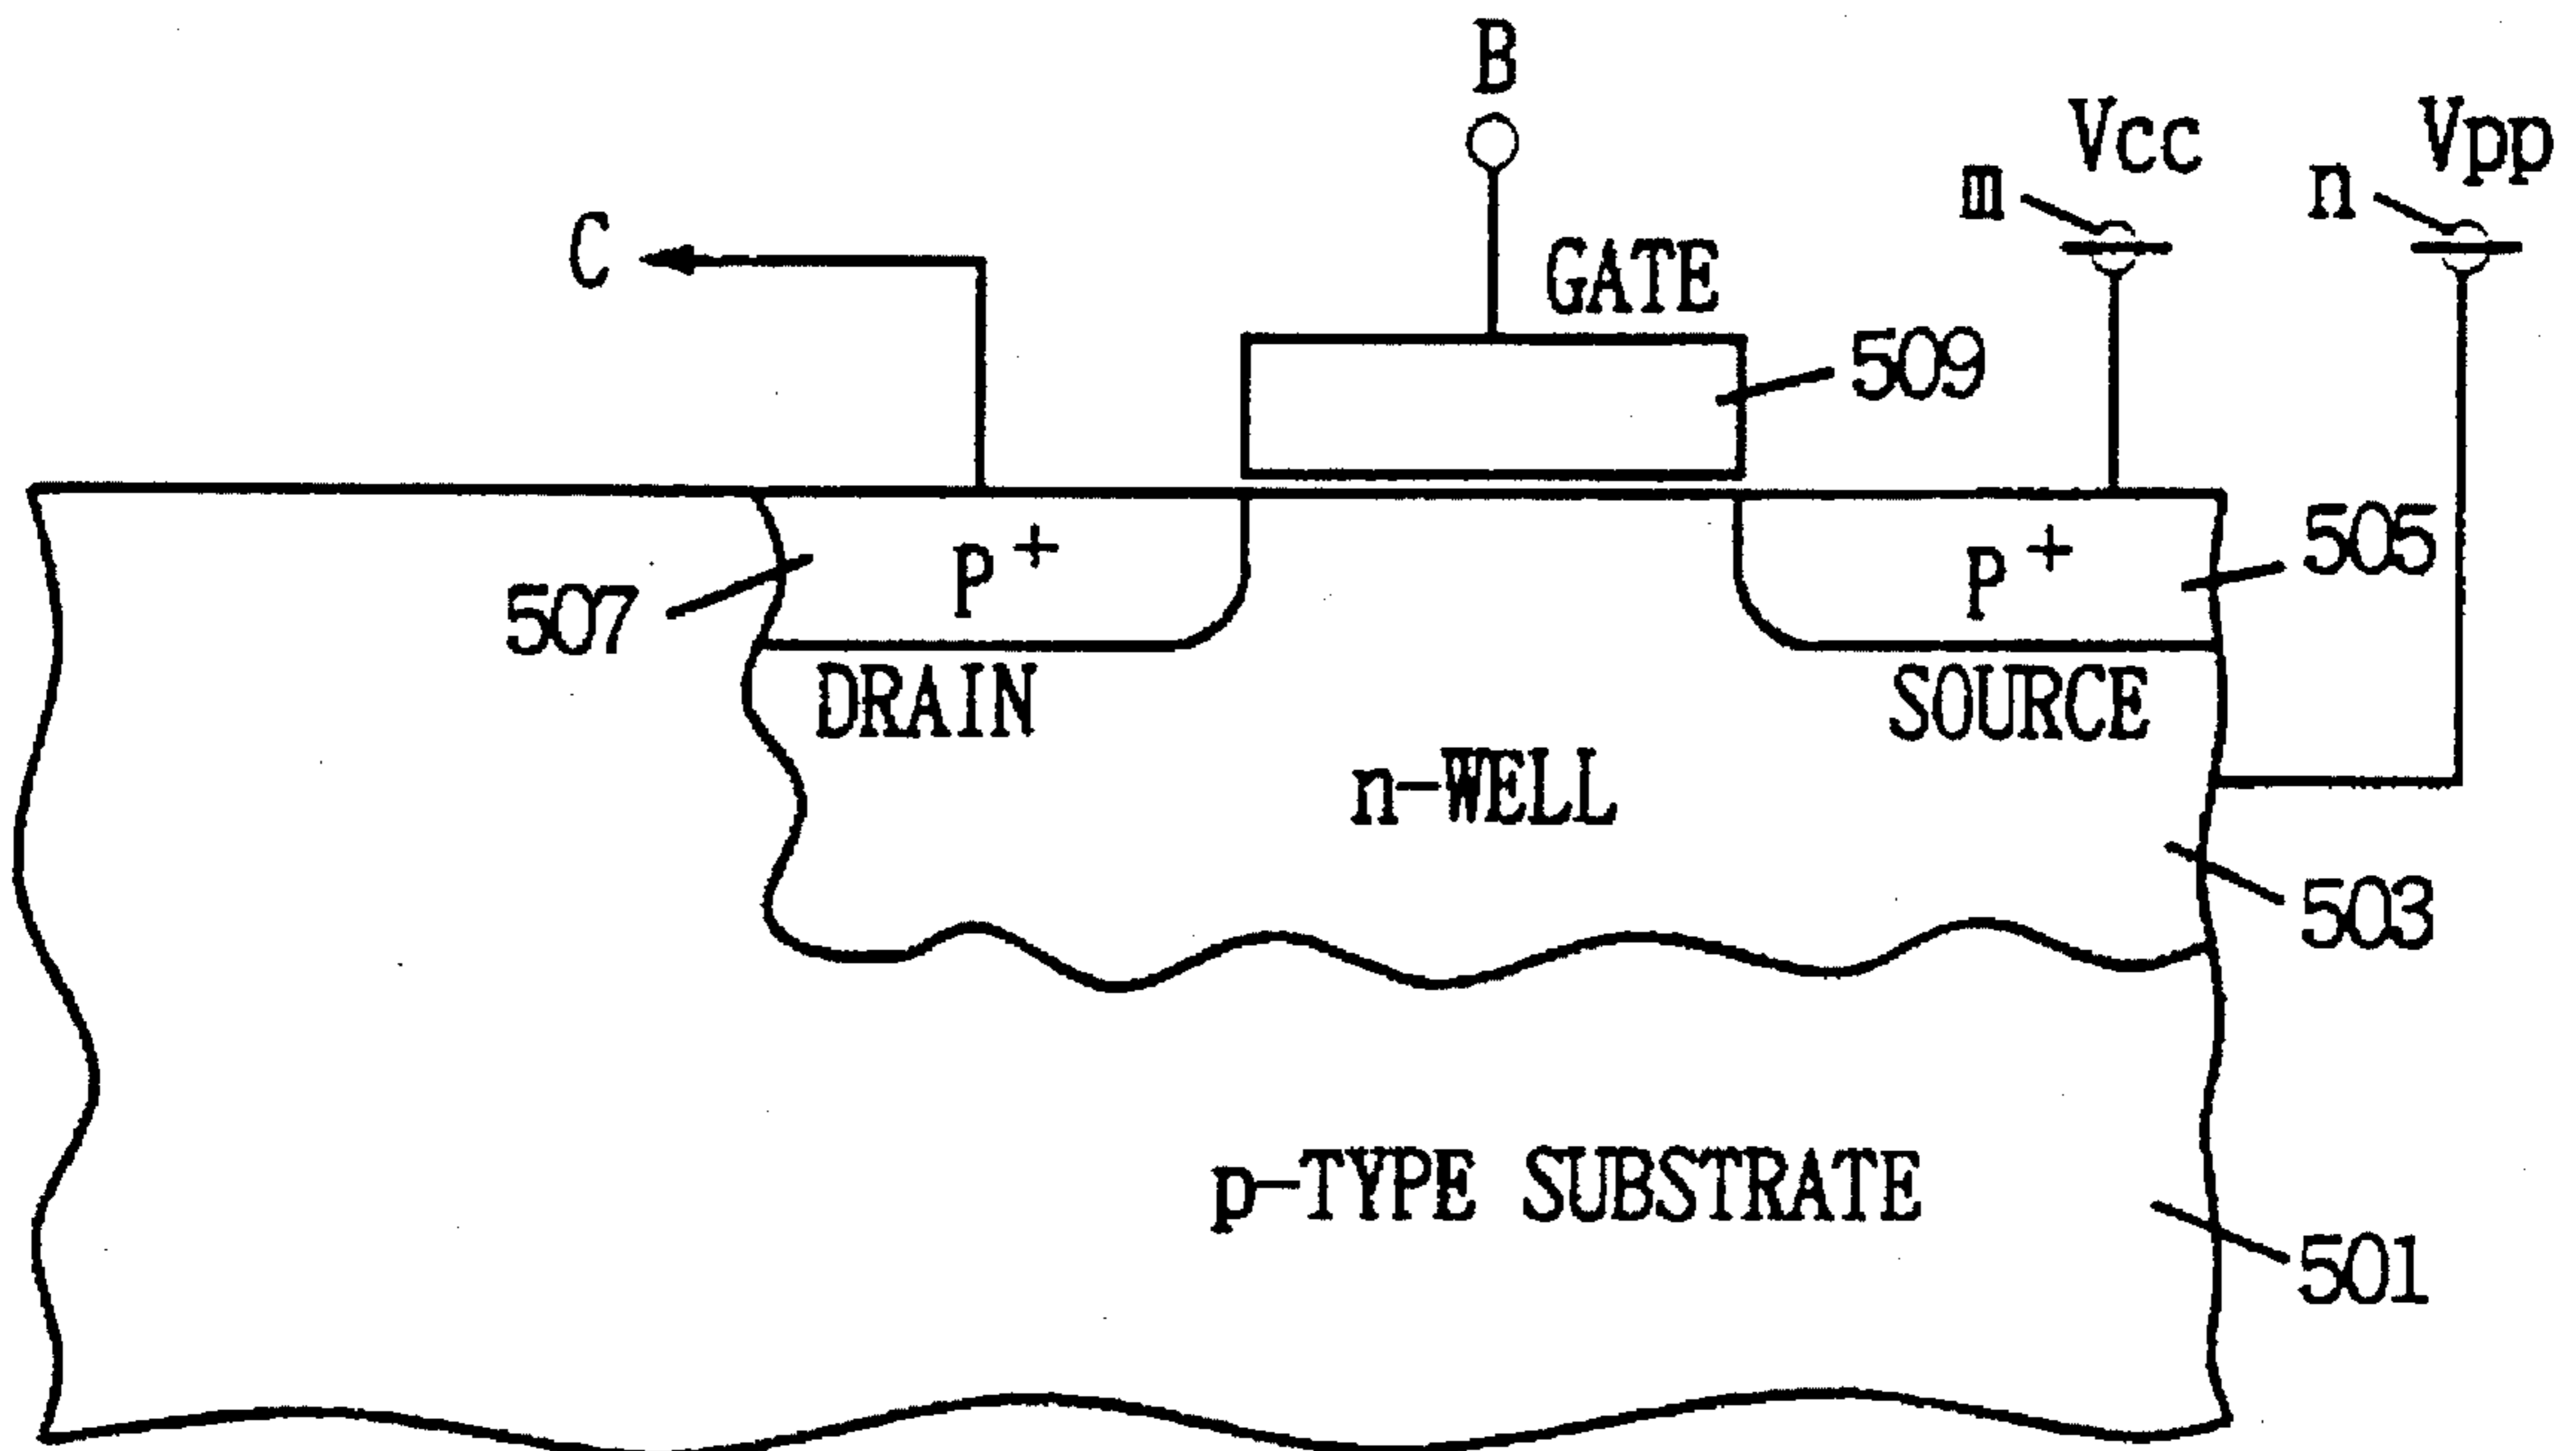 B
Vcc
Vpp
m
n
C
GATE
509
P+
P+
505
507
DRAIN
SOURCE
n-WELL
503
p-TYPE SUBSTRATE
501